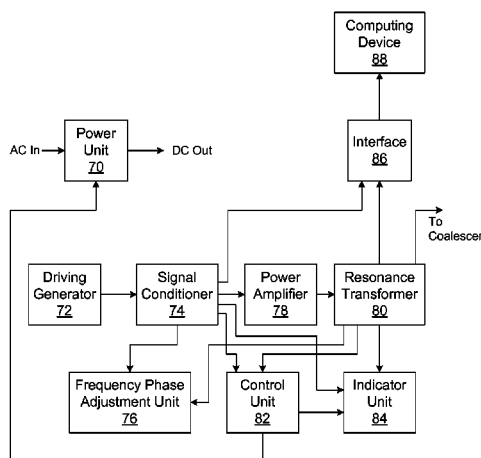 Computing
Device
88
Power
Unit
70
AC In
DC Out
Interface
86
To
Coalescer
Driving
Generator
72
Signal
Conditioner
74
Power
Amplifier
78
Resonance
Transformer
80
Frequency Phase
Adjustment Unit
76
Control
Unit
82
Indicator
Unit
84